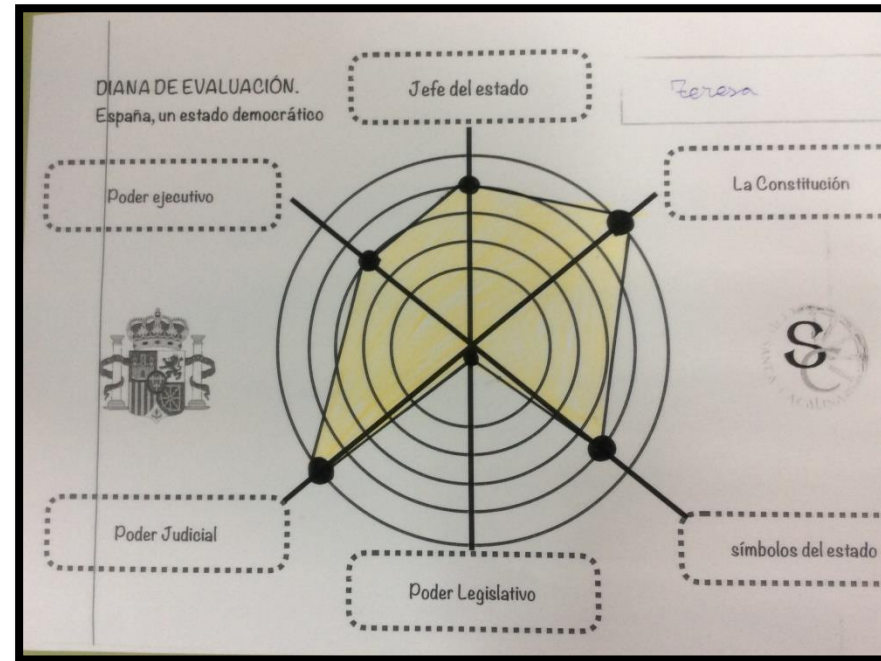 DIANA DE EVALUACIÓN.
España, un estado democrático
Jefe del estado
Teresa
Poder ejecutivo
La Constitución
S
Poder Judicial
símbolos del estado
Poder Legislativo